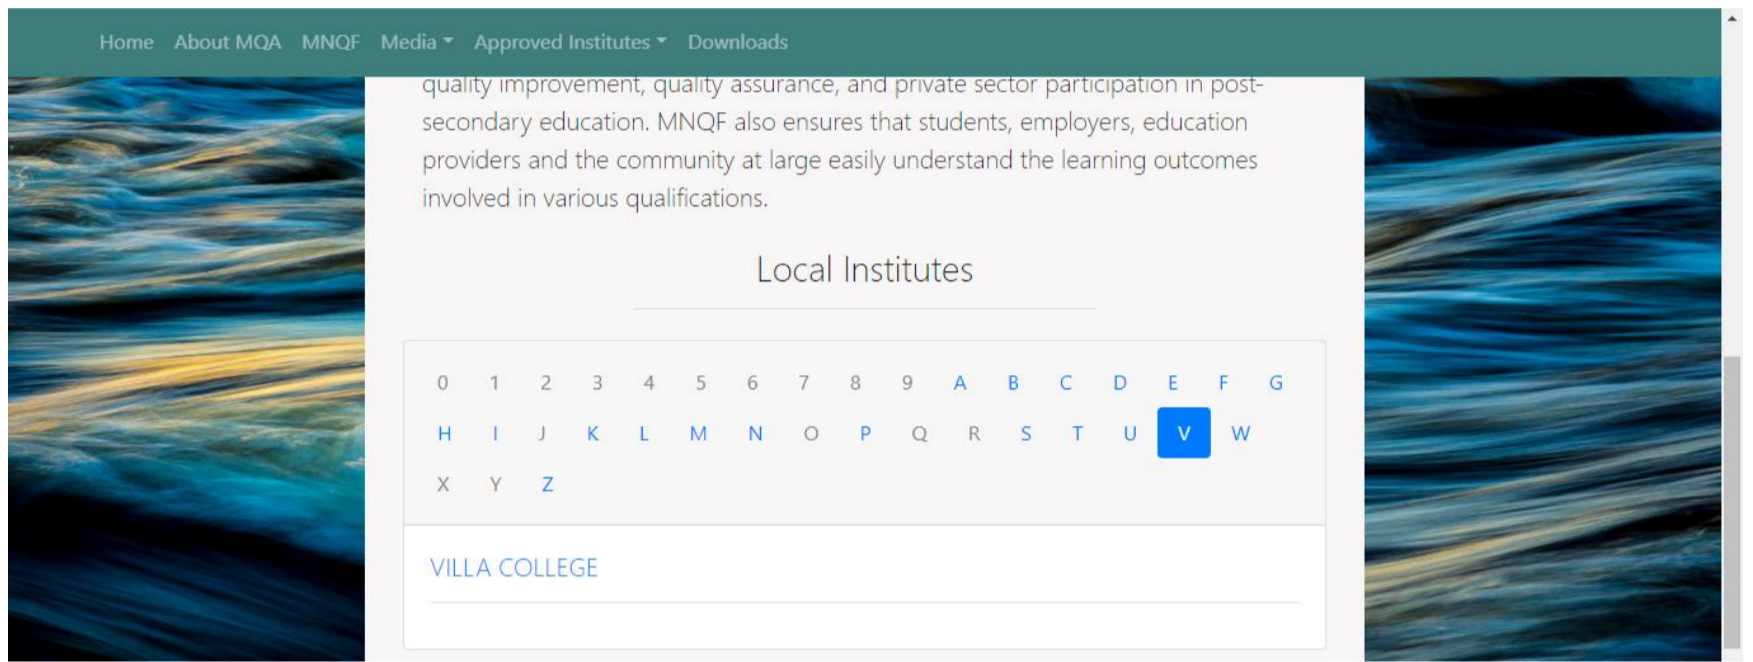 Home About MQA MNQF Media Approved Institutes Downloads
quality improvement, quality assurance, and private sector participation in post-
secondary education. MNQF also ensures that students, employers, education
providers and the community at large easily understand the learning outcomes
involved in various qualifications.
Local Institutes
0 1 2 3 4 5 6 7 8 9 A B C D E F G
H I J K L M N O P Q R S T U V W
X Y Z
VILLA COLLEGE